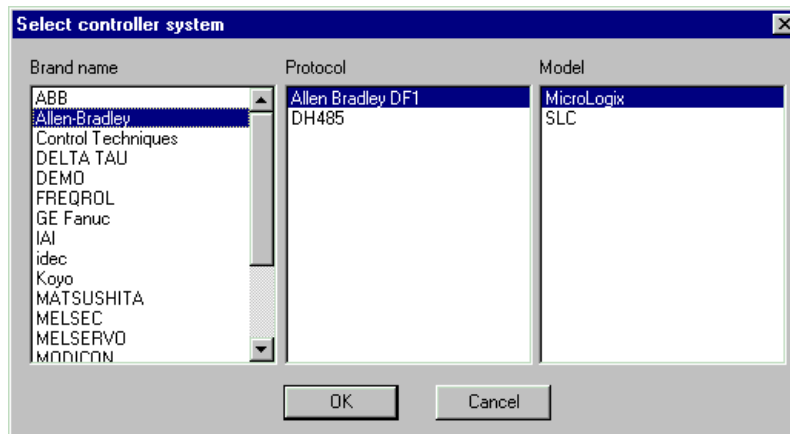 Select controller system
Brand name
Protocol
Model
ABB
Allen-Bradley
Control Techniques
DELTA TAU
DEMO
FREQROL
GE Fanuc
IAI
idec
Koyo
MATSUSHITA
MELSEC
MELSERVO
MODICON
Allen Bradley DF1
DH485
MicroLogix
SLC
OK
Cancel